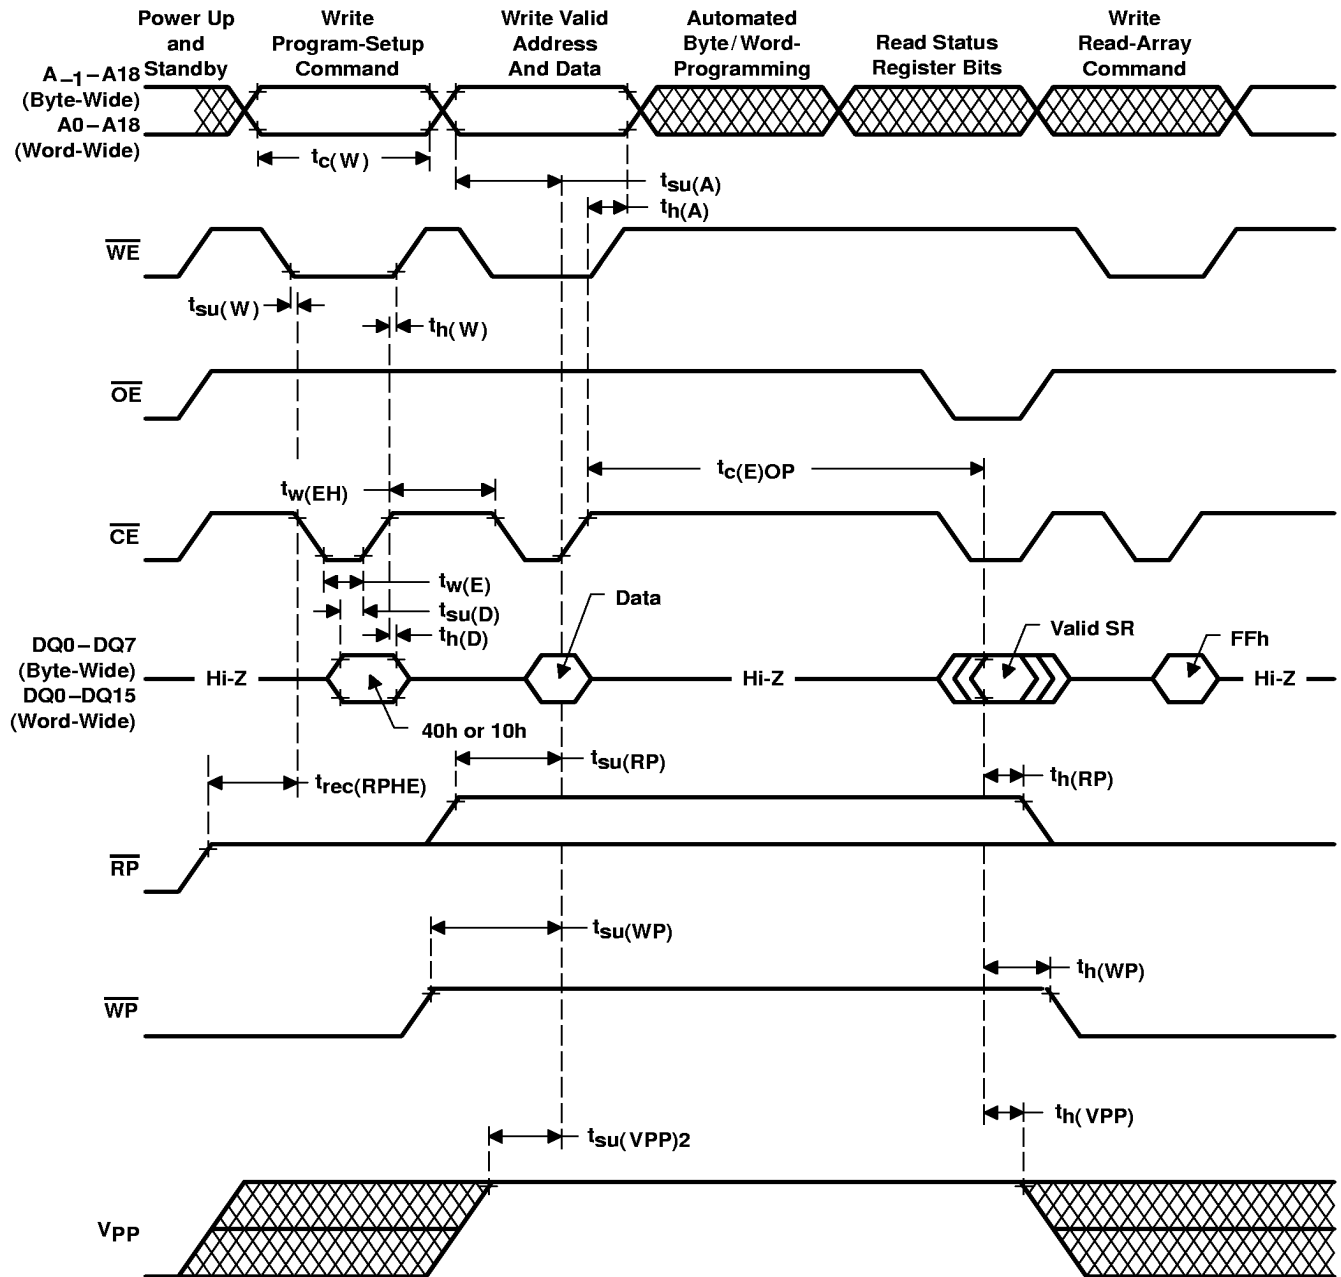 Power Up
and
Standby
Write
Program-Setup
Command
Write Valid
Address
And Data
Automated
Byte/Word-
Programming
Read Status
Register Bits
Write
Read-Array
Command
A−1−A18
(Byte-Wide)
A0−A18
(Word-Wide)
tc(W)
tsu(A)
th(A)
WE
tsu(W)
th(W)
OE
tc(E)OP
tw(EH)
CE
tw(E)
tsu(D)
th(D)
Data
Valid SR
FFh
DQ0−DQ7
(Byte-Wide)
DQ0−DQ15
(Word-Wide)
Hi-Z
Hi-Z
Hi-Z
40h or 10h
tsu(RP)
trec(RPHE)
th(RP)
RP
tsu(WP)
th(WP)
WP
th(VPP)
tsu(VPP)2
VPP